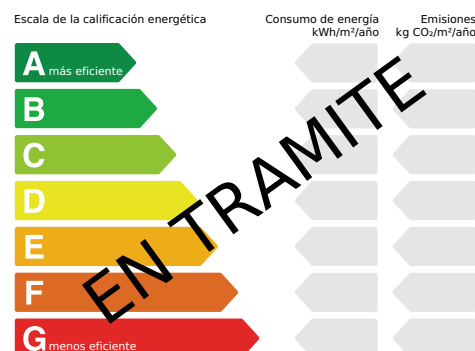 Escala de la calificación energética
Consumo de energía
kWh/m²/año
Emisiones
kg CO₂/m²/año
A más eficiente
B
C
D
E
F
G menos eficiente
EN TRAMITE